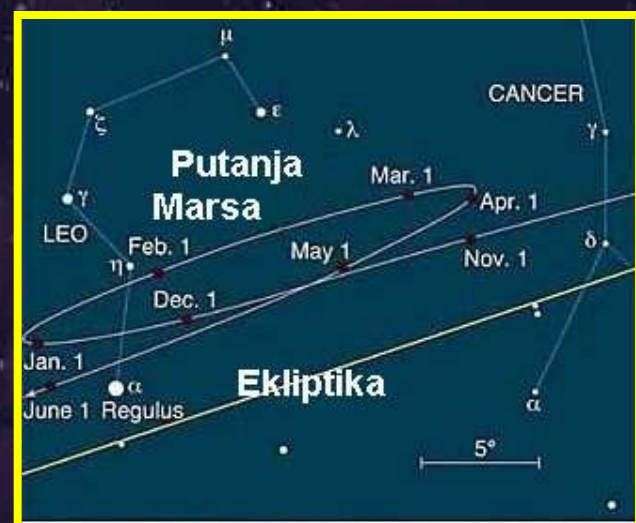 μ
CANCER
ζ
ε
λ
γ
Putanja
Marsa
Mar. 1
Apr. 1
γ
LEO
Feb. 1
May 1
Nov. 1
δ
η
Dec. 1
Jan. 1
Ekliptika
α
June 1 Regulus
α
5°